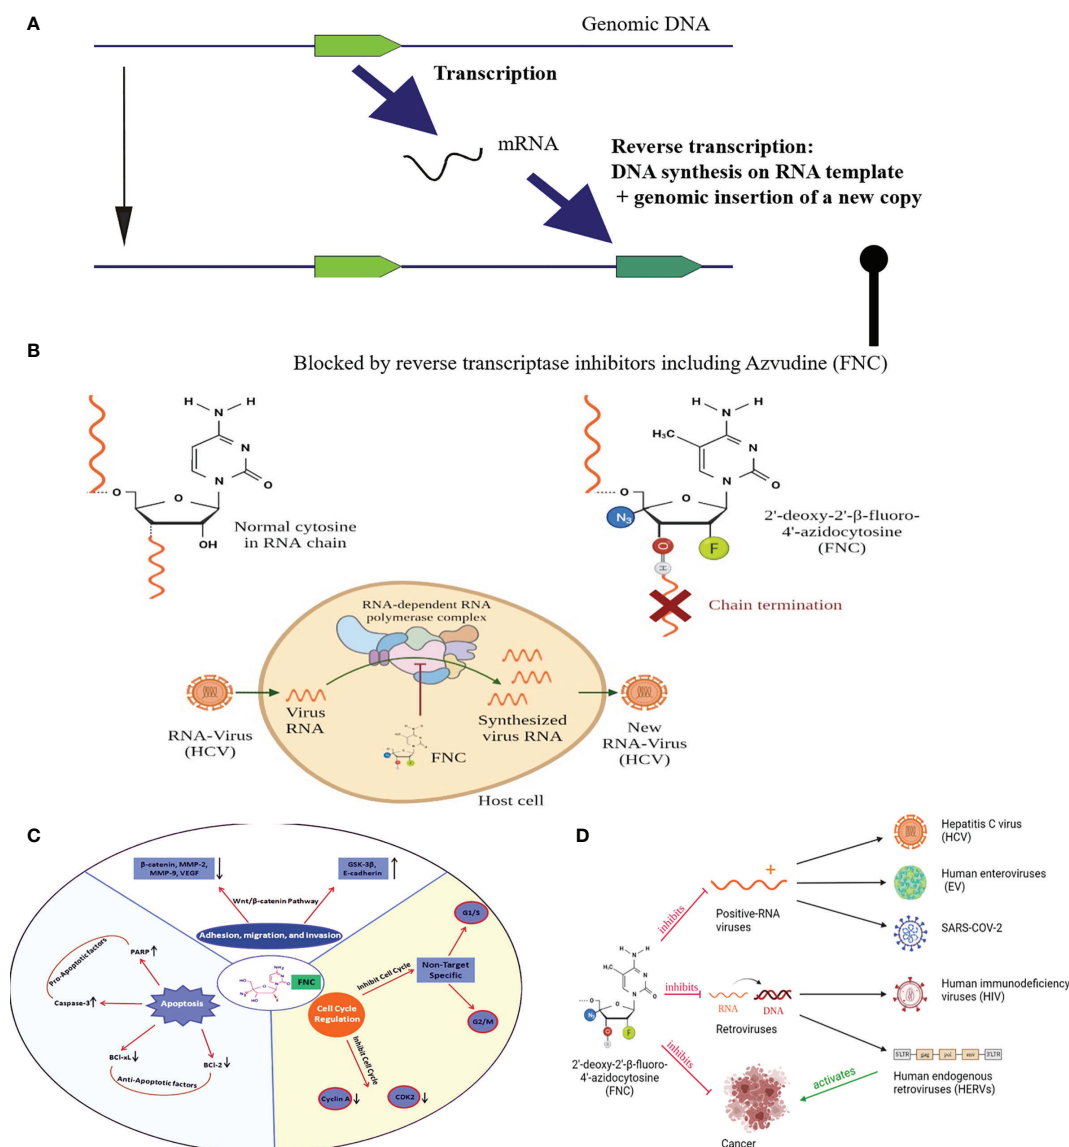 A
Genomic DNA
Transcription
mRNA
Reverse transcription:
DNA synthesis on RNA template
+ genomic insertion of a new copy
B
Blocked by reverse transcriptase inhibitors including Azvudine (FNC)
H
H
N
N
N
O
O
O
OH
Normal cytosine
in RNA chain
H
H
N
H₃C
N
N
O
O
O
N₃
F
O
H
2'-deoxy-2'-β-fluoro-
4'-azidocytosine
(FNC)
Chain termination
RNA-dependent RNA
polymerase complex
RNA-Virus
(HCV)
Virus
RNA
FNC
Synthesized
virus RNA
New
RNA-Virus
(HCV)
Host cell
C
β-catenin, MMP-2,
MMP-9, VEGF
GSK-3β,
E-cadherin
Wnt/β-catenin Pathway
Adhesion, migration, and invasion
FNC
Pro-Apoptotic factors
PARP
Caspase-3
Apoptosis
BCl-xL
BCl-2
Anti-Apoptotic factors
Cell Cycle
Regulation
Inhibit Cell Cycle
Non-Target
Specific
G1/S
G2/M
Inhibit Cell Cycle
Cyclin A
CDK2
D
inhibits
+
Positive-RNA
viruses
Hepatitis C virus
(HCV)
Human enteroviruses
(EV)
SARS-COV-2
H
H
N
H₃C
N
N
O
O
O
N₃
F
O
2'-deoxy-2'-β-fluoro-
4'-azidocytosine
(FNC)
inhibits
RNA
DNA
Retroviruses
Human immunodeficiency
viruses (HIV)
5'LTR gag pol env 3'LTR
Human endogenous
retroviruses (HERVs)
inhibits
activates
Cancer